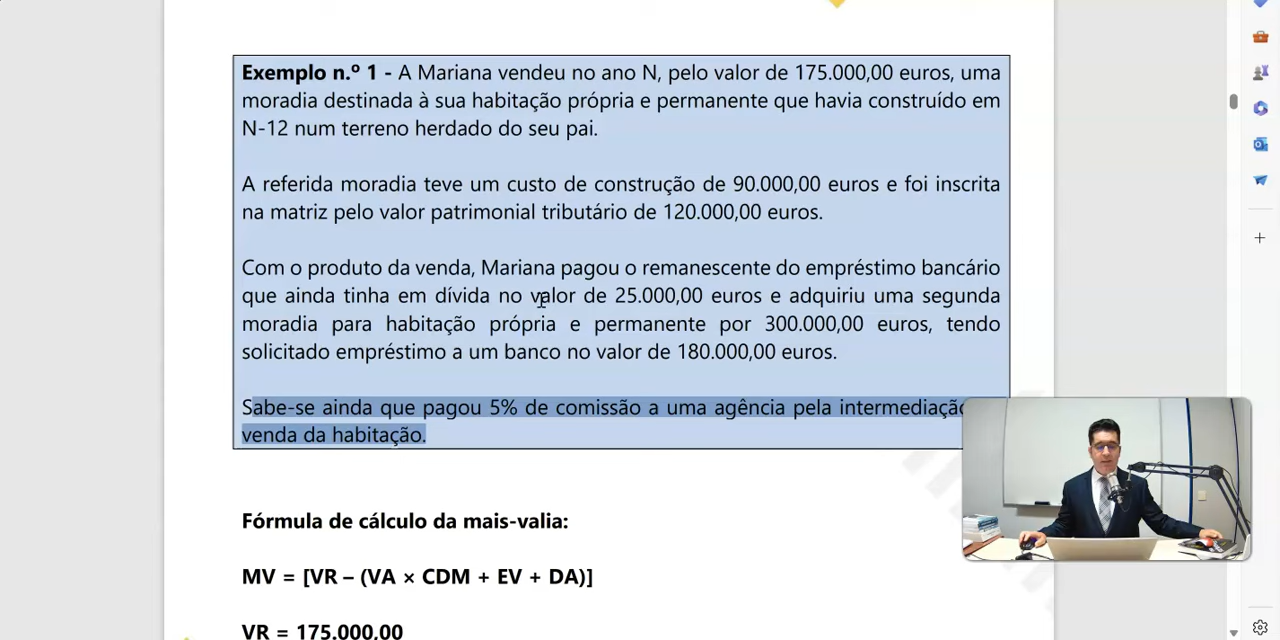 Exemplo n.º 1 - A Mariana vendeu no ano N, pelo valor de 175.000,00 euros, uma
moradia destinada à sua habitação própria e permanente que havia construído em
N-12 num terreno herdado do seu pai.
A referida moradia teve um custo de construção de 90.000,00 euros e foi inscrita
na matriz pelo valor patrimonial tributário de 120.000,00 euros.
Com o produto da venda, Mariana pagou o remanescente do empréstimo bancário
que ainda tinha em dívida no valor de 25.000,00 euros e adquiriu uma segunda
moradia para habitação própria e permanente por 300.000,00 euros, tendo
solicitado empréstimo a um banco no valor de 180.000,00 euros.
Sabe-se ainda que pagou 5% de comissão a uma agência pela
venda da habitação.
Fórmula de cálculo da mais-valia:
MV = [VR – (VA × CDM + EV + DA)]
VR = 175.000,00